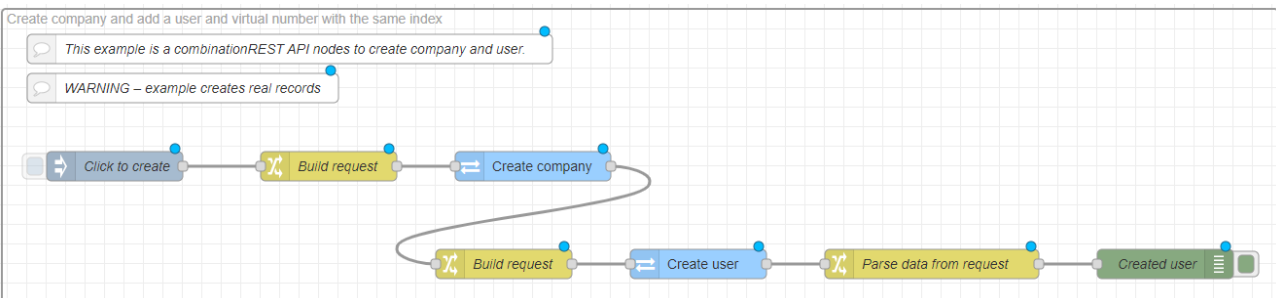 Create company and add a user and virtual number with the same index
This example is a combinationREST API nodes to create company and user.
WARNING – example creates real records
Click to create
Build request
Create company
Build request
Create user
Parse data from request
Created user